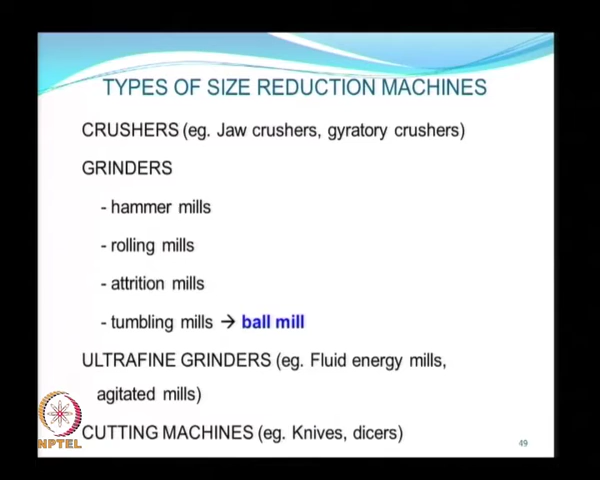 TYPES OF SIZE REDUCTION MACHINES
CRUSHERS (eg. Jaw crushers, gyratory crushers)
GRINDERS
- hammer mills
- rolling mills
- attrition mills
- tumbling mills → ball mill
ULTRAFINE GRINDERS (eg. Fluid energy mills,
agitated mills)
CUTTING MACHINES (eg. Knives, dicers)
NPTEL
49